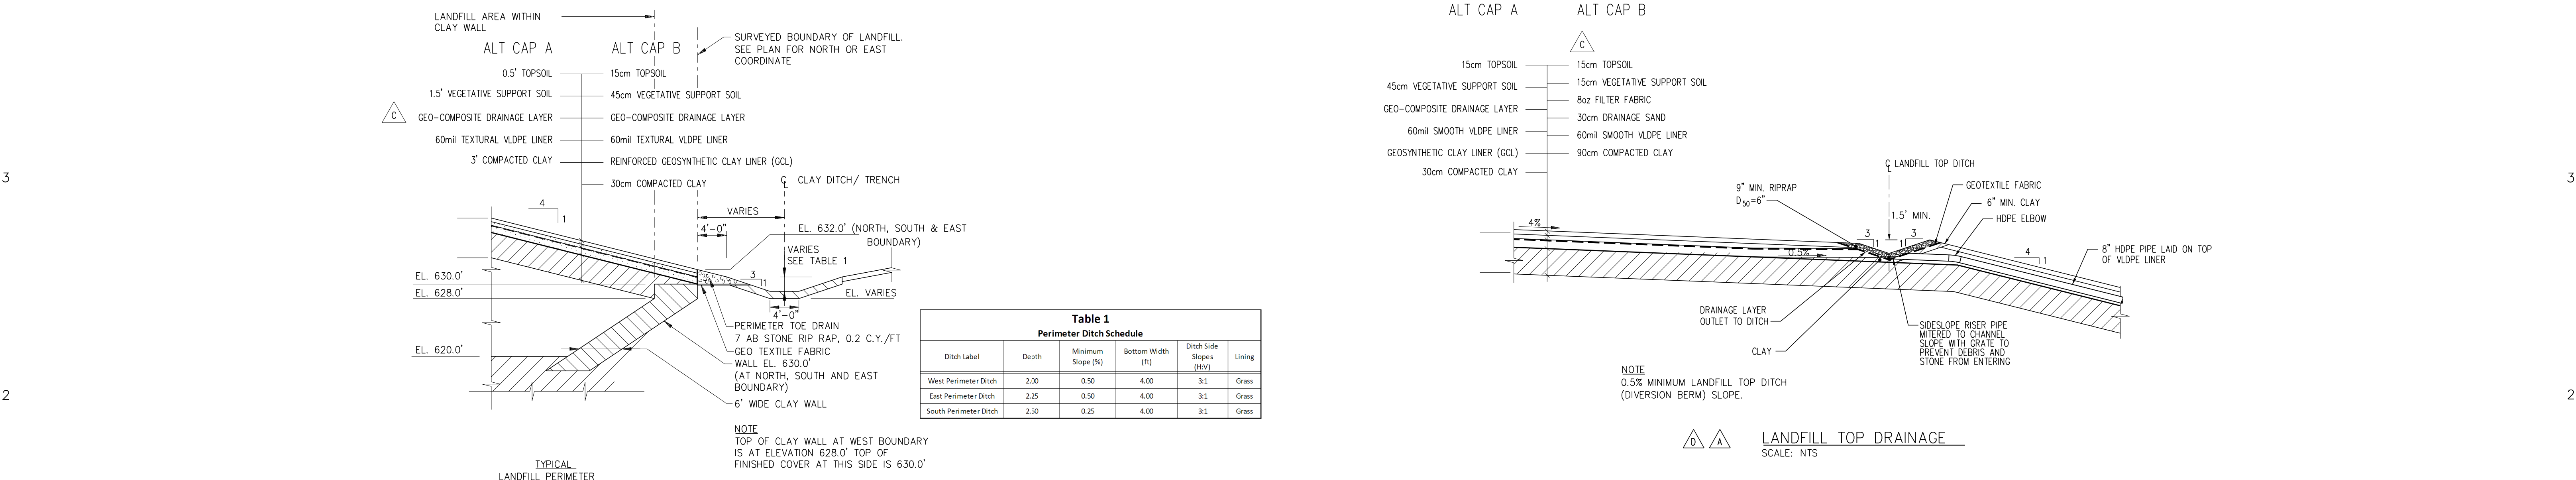 LANDFILL AREA WITHIN
CLAY WALL
ALT CAP A
ALT CAP B
SURVEYED BOUNDARY OF LANDFILL.
SEE PLAN FOR NORTH OR EAST
COORDINATE
0.5' TOPSOIL
15cm TOPSOIL
1.5' VEGETATIVE SUPPORT SOIL
45cm VEGETATIVE SUPPORT SOIL
C
GEO-COMPOSITE DRAINAGE LAYER
GEO-COMPOSITE DRAINAGE LAYER
60mil TEXTURAL VLDPE LINER
60mil TEXTURAL VLDPE LINER
3' COMPACTED CLAY
REINFORCED GEOSYNTHETIC CLAY LINER (GCL)
30cm COMPACTED CLAY
℄ CLAY DITCH/ TRENCH
3
4
1
VARIES
4'-0"
EL. 632.0' (NORTH, SOUTH & EAST
BOUNDARY)
VARIES
SEE TABLE 1
3
1
EL. 630.0'
EL. 628.0'
EL. VARIES
4'-0"
PERIMETER TOE DRAIN
7 AB STONE RIP RAP, 0.2 C.Y./FT
GEO TEXTILE FABRIC
WALL EL. 630.0'
(AT NORTH, SOUTH AND EAST
BOUNDARY)
EL. 620.0'
6' WIDE CLAY WALL
2
NOTE
TOP OF CLAY WALL AT WEST BOUNDARY
IS AT ELEVATION 628.0' TOP OF
FINISHED COVER AT THIS SIDE IS 630.0'
TYPICAL
LANDFILL PERIMETER
Table 1
Perimeter Ditch Schedule
Ditch Label Depth Minimum Slope (%) Bottom Width (ft) Ditch Side Slopes (H:V) Lining
West Perimeter Ditch 2.00 0.50 4.00 3:1 Grass
East Perimeter Ditch 2.25 0.50 4.00 3:1 Grass
South Perimeter Ditch 2.50 0.25 4.00 3:1 Grass
ALT CAP A
ALT CAP B
C
15cm TOPSOIL
45cm VEGETATIVE SUPPORT SOIL
GEO-COMPOSITE DRAINAGE LAYER
60mil SMOOTH VLDPE LINER
GEOSYNTHETIC CLAY LINER (GCL)
30cm COMPACTED CLAY
15cm TOPSOIL
15cm VEGETATIVE SUPPORT SOIL
8oz FILTER FABRIC
30cm DRAINAGE SAND
60mil SMOOTH VLDPE LINER
90cm COMPACTED CLAY
℄ LANDFILL TOP DITCH
9" MIN. RIPRAP
D50=6"
GEOTEXTILE FABRIC
6" MIN. CLAY
HDPE ELBOW
1.5' MIN.
4%
3
1
1
3
0.5%
4
1
8" HDPE PIPE LAID ON TOP
OF VLDPE LINER
DRAINAGE LAYER
OUTLET TO DITCH
CLAY
SIDESLOPE RISER PIPE
MITERED TO CHANNEL
SLOPE WITH GRATE TO
PREVENT DEBRIS AND
STONE FROM ENTERING
NOTE
0.5% MINIMUM LANDFILL TOP DITCH
(DIVERSION BERM) SLOPE.
D
A
LANDFILL TOP DRAINAGE
SCALE: NTS
3
2